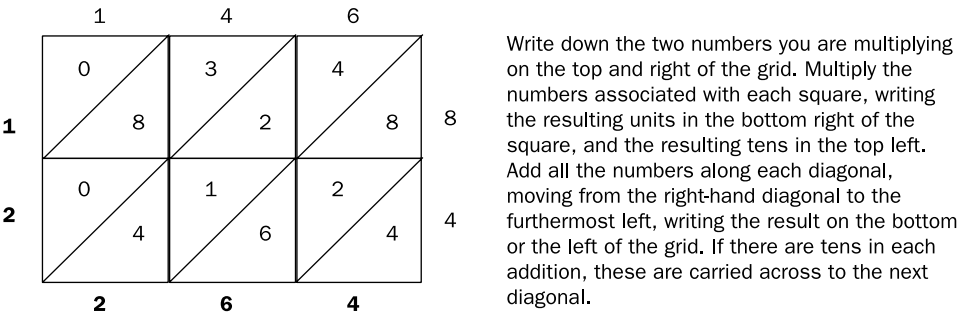 1 4 6
0 3 4
8 2 8
1 8
0 1 2
2 4
4 6 4
2 6 4
Write down the two numbers you are multiplying
on the top and right of the grid. Multiply the
numbers associated with each square, writing
the resulting units in the bottom right of the
square, and the resulting tens in the top left.
Add all the numbers along each diagonal,
moving from the right-hand diagonal to the
furthermost left, writing the result on the bottom
or the left of the grid. If there are tens in each
addition, these are carried across to the next
diagonal.